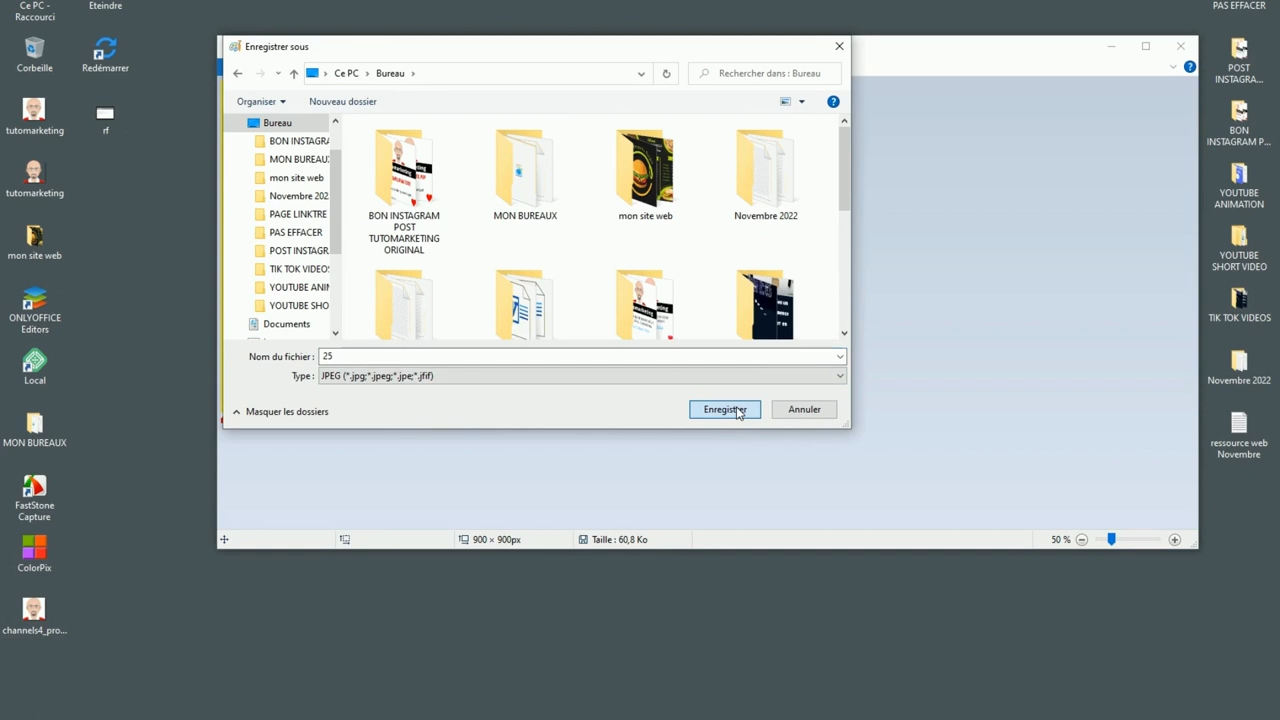 Ce PC -
Raccourci
Eteindre
Corbeille
Redémarrer
tutomarketing
rf
tutomarketing
mon site web
ONLYOFFICE
Editors
Local
MON BUREAUX
FastStone
Capture
ColorPix
channels4_pro...
Enregistrer sous
Ce PC
Bureau
Rechercher dans : Bureau
Organiser
Nouveau dossier
Bureau
BON INSTAGRA
MON BUREAUX
mon site web
Novembre 202
PAGE LINKTRE
PAS EFFACER
POST INSTAGR
TIK TOK VIDEO
YOUTUBE ANI
YOUTUBE SHO
Documents
BON INSTAGRAM
POST
TUTOMARKETING
ORIGINAL
MON BUREAUX
mon site web
Novembre 2022
Nom du fichier :
25
Type :
JPEG (*.jpg;*.jpeg;*.jpe;*.jfif)
Masquer les dossiers
Enregistrer
Annuler
900 × 900px
Taille : 60,8 Ko
50 %
PAS EFFACER
POST
INSTAGRA...
BON
INSTAGRAM P...
YOUTUBE
ANIMATION
YOUTUBE
SHORT VIDEO
TIK TOK VIDEOS
Novembre 2022
ressource web
Novembre